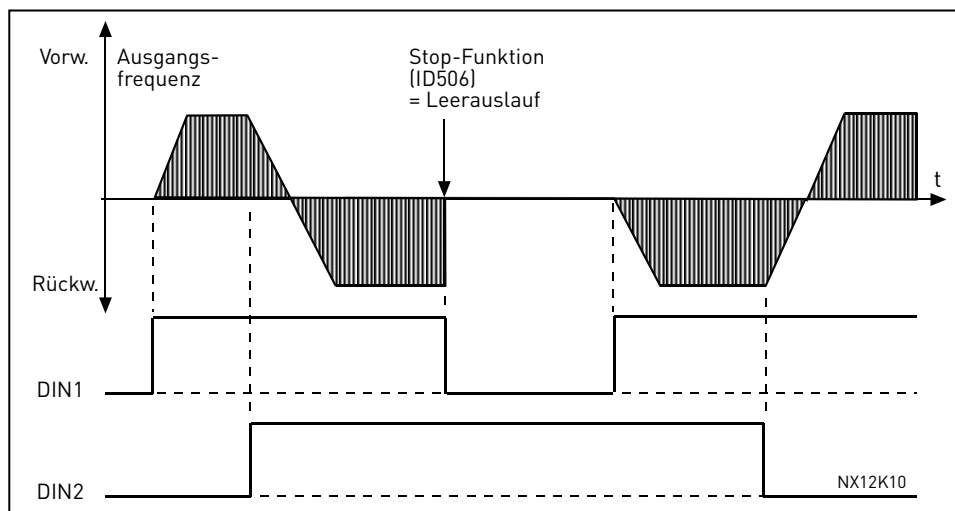 Vorw.
Ausgangs-
frequenz
Stop-Funktion
(ID506)
= Leerauslauf
t
Rückw.
DIN1
DIN2
NX12K10